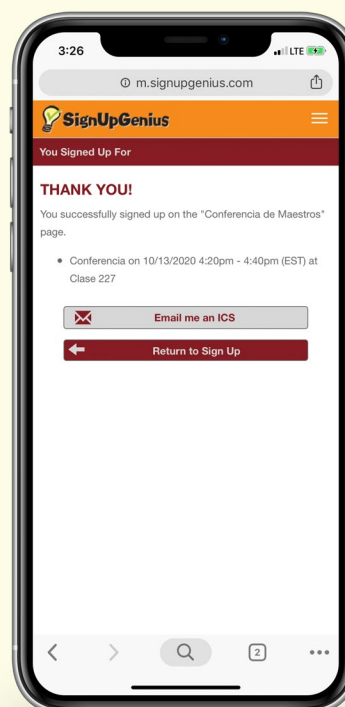 3:26
LTE
m.signupgenius.com
SignUpGenius
You Signed Up For
THANK YOU!
You successfully signed up on the "Conferencia de Maestros"
page.
Conferencia on 10/13/2020 4:20pm - 4:40pm (EST) at
Clase 227
Email me an ICS
Return to Sign Up
2